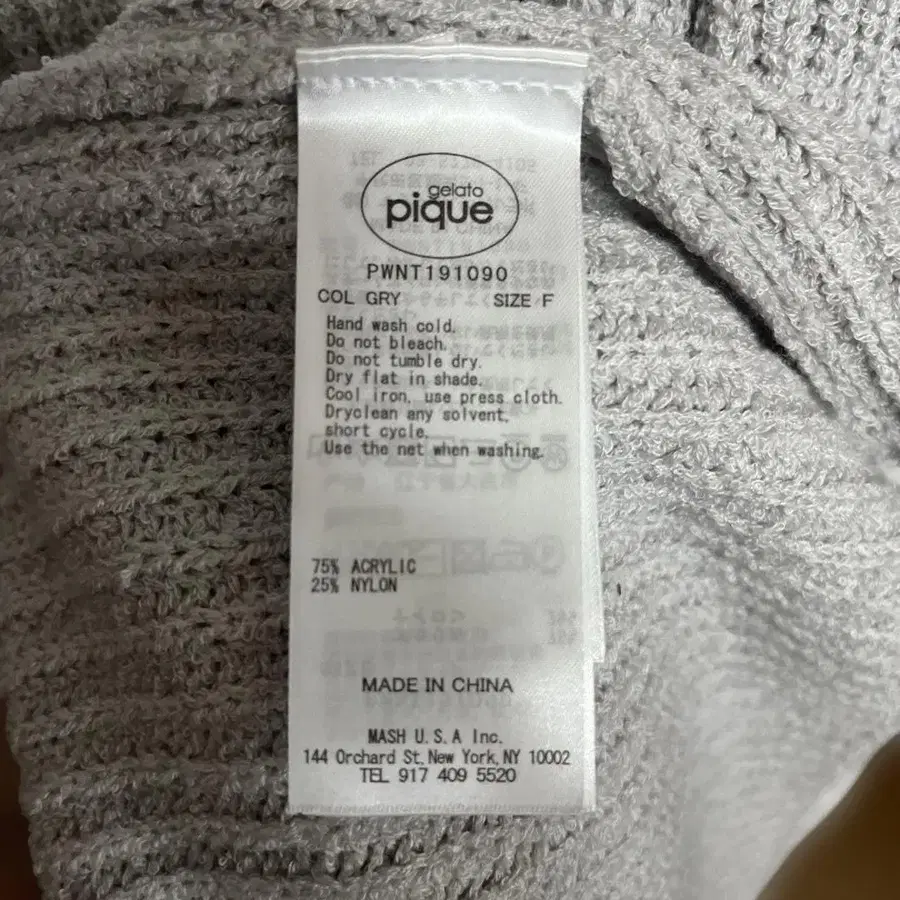 gelato
pique
PWNT191090
COL GRY SIZE F
Hand wash cold.
Do not bleach.
Do not tumble dry.
Dry flat in shade.
Cool iron, use press cloth.
Dryclean any solvent,
short cycle.
Use the net when washing.
75% ACRYLIC
25% NYLON
MADE IN CHINA
MASH U.S.A Inc.
144 Orchard St, New York, NY 10002
TEL 917 409 5520